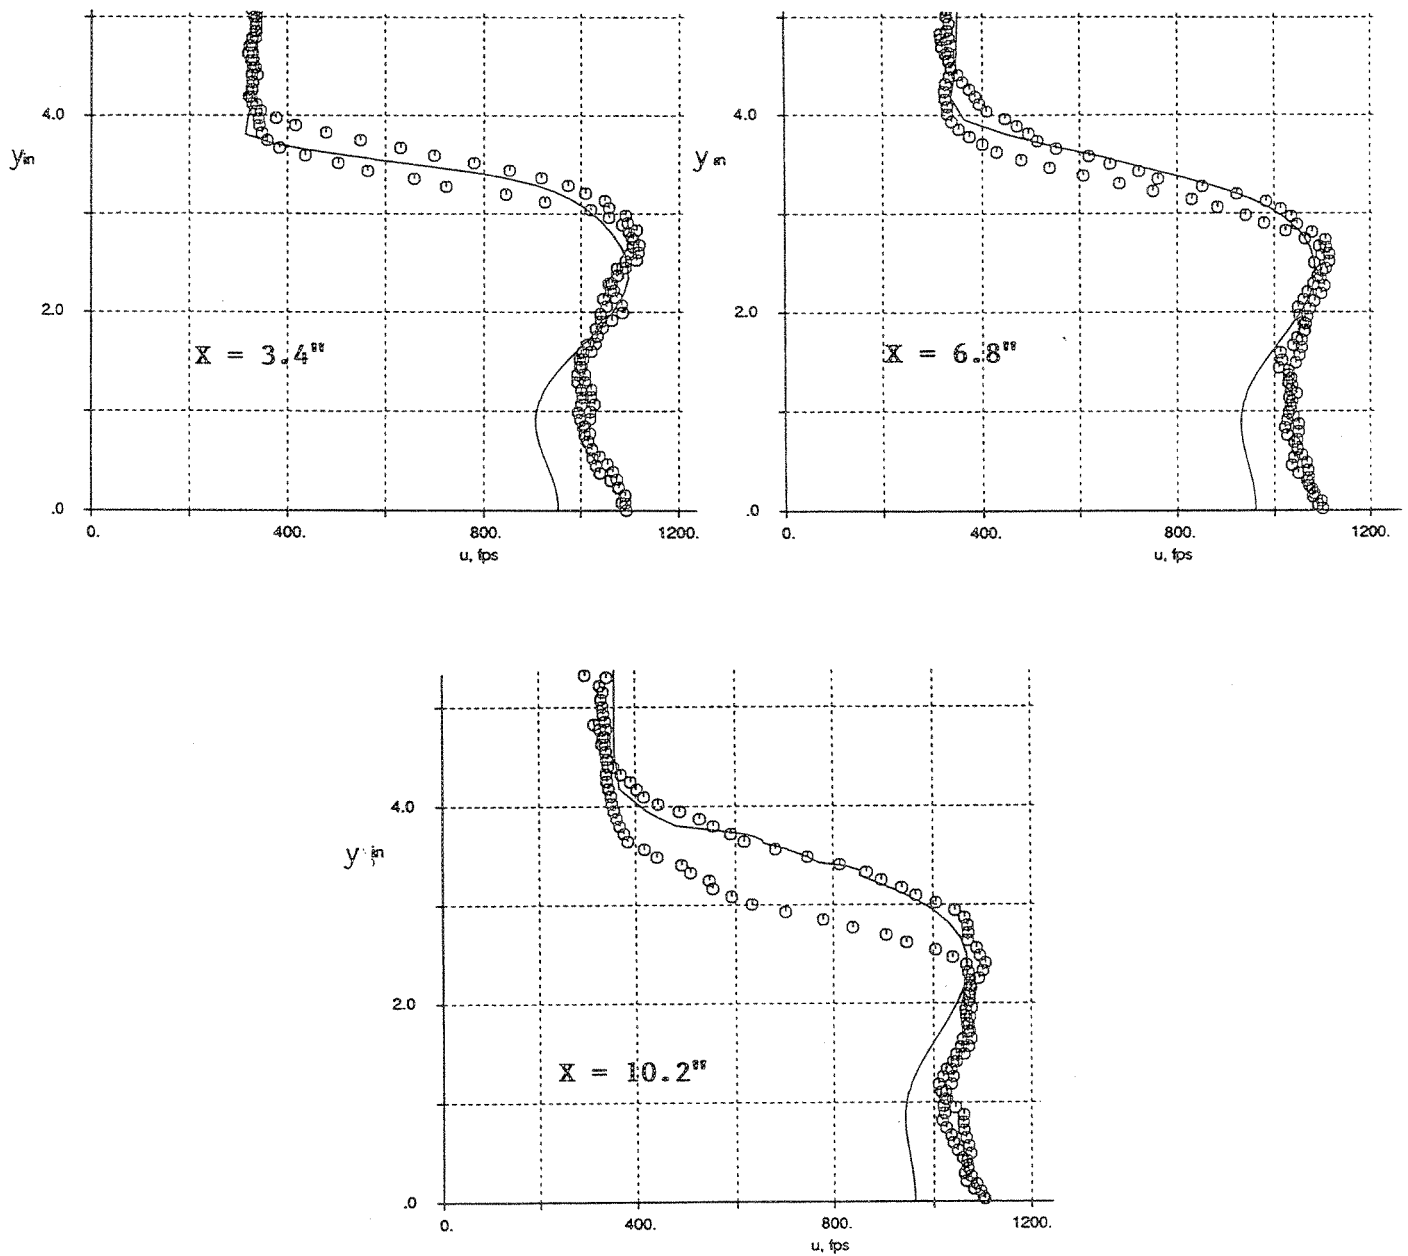 4.0
y in
2.0
X = 3.4"
.0
0. 400. 800. 1200.
u, fps
4.0
y in
2.0
X = 6.8"
.0
0. 400. 800. 1200.
u, fps
4.0
y in
2.0
X = 10.2"
.0
0. 400. 800. 1200.
u, fps